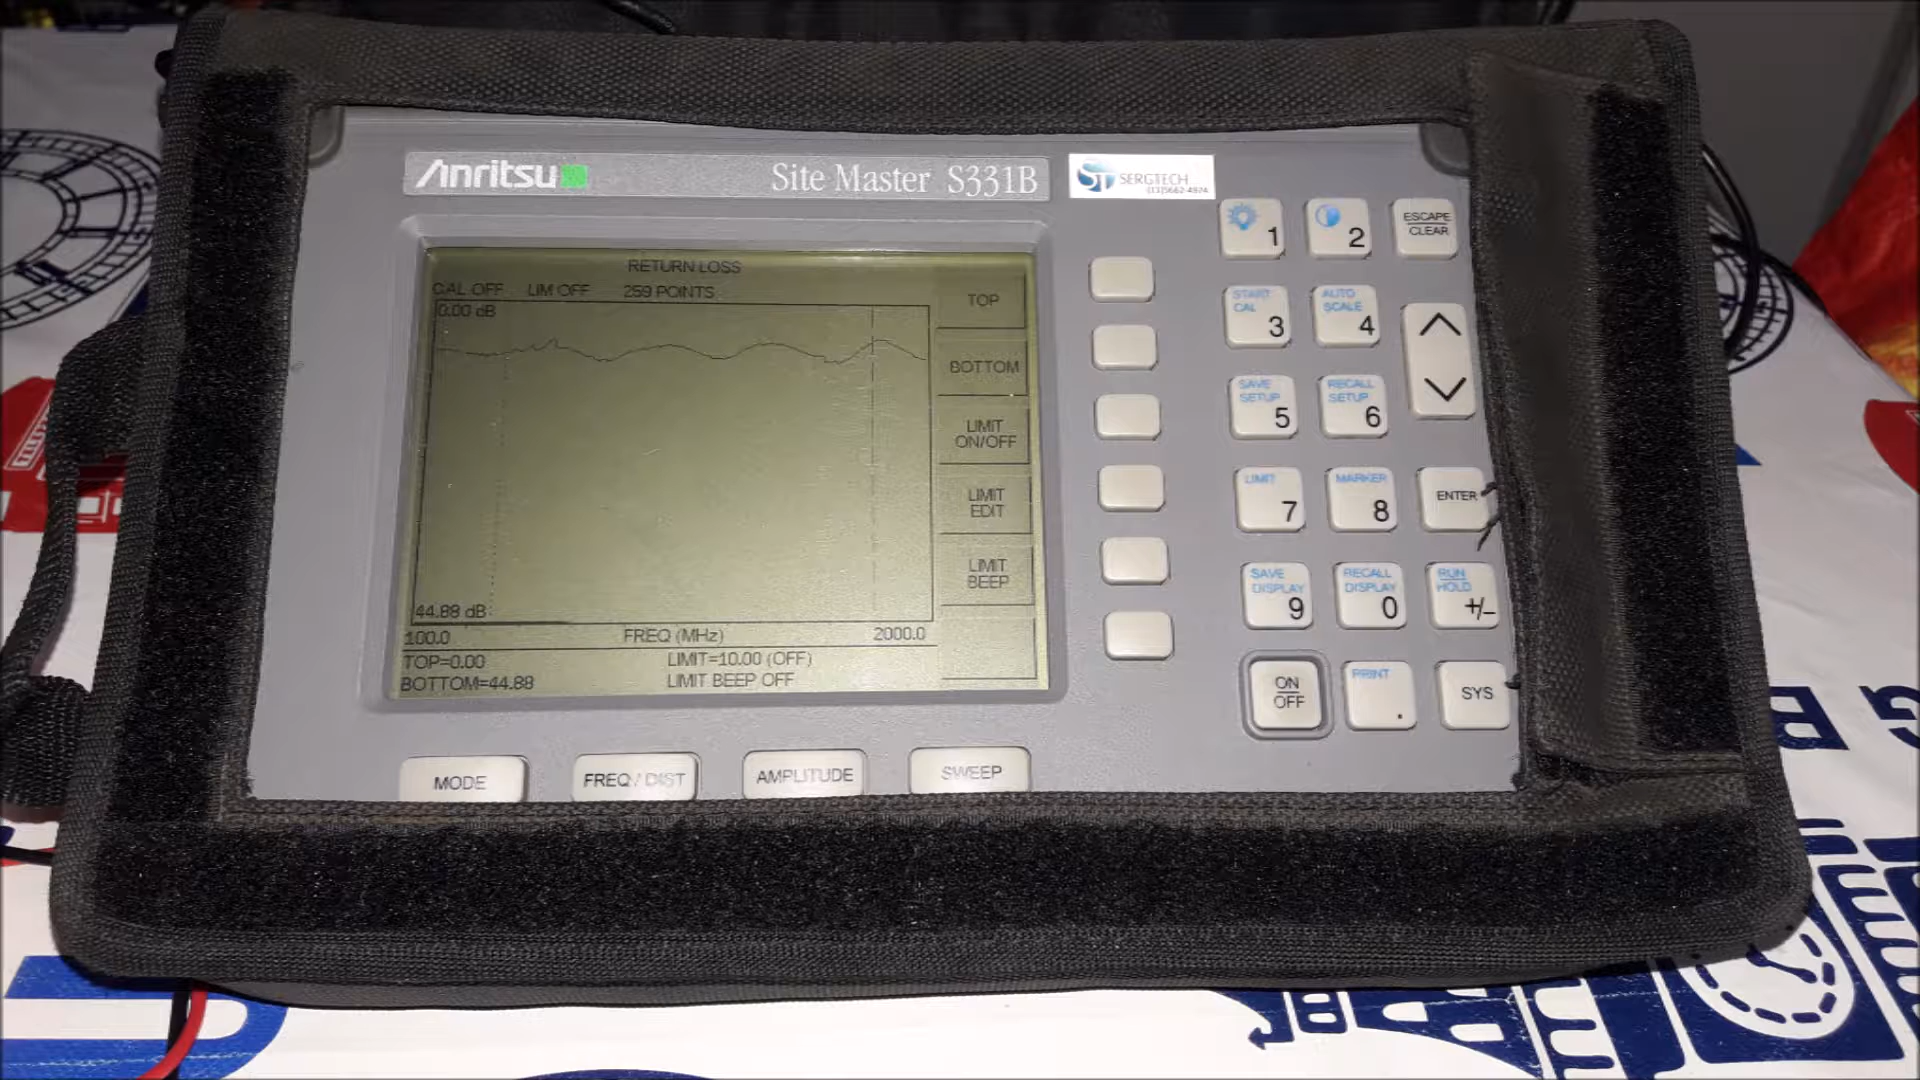 Anritsu
Site Master S331B
ST SERGTECH
RETURN LOSS
CAL OFF LIM OFF 259 POINTS
0.00 dB
44.88 dB
100.0 FREQ (MHz) 2000.0
TOP=0.00 LIMIT=10.00 (OFF)
BOTTOM=44.88 LIMIT BEEP OFF
TOP
BOTTOM
LIMIT
ON/OFF
LIMIT
EDIT
LIMIT
BEEP
1
2
ESCAPE
CLEAR
START
CAL
3
AUTO
SCALE
4
SAVE
SETUP
5
RECALL
SETUP
6
LIMIT
7
MARKER
8
ENTER
SAVE
DISPLAY
9
RECALL
DISPLAY
0
RUN
HOLD
+/−
ON
OFF
PRINT
.
SYS
MODE
FREQ / DIST
AMPLITUDE
SWEEP